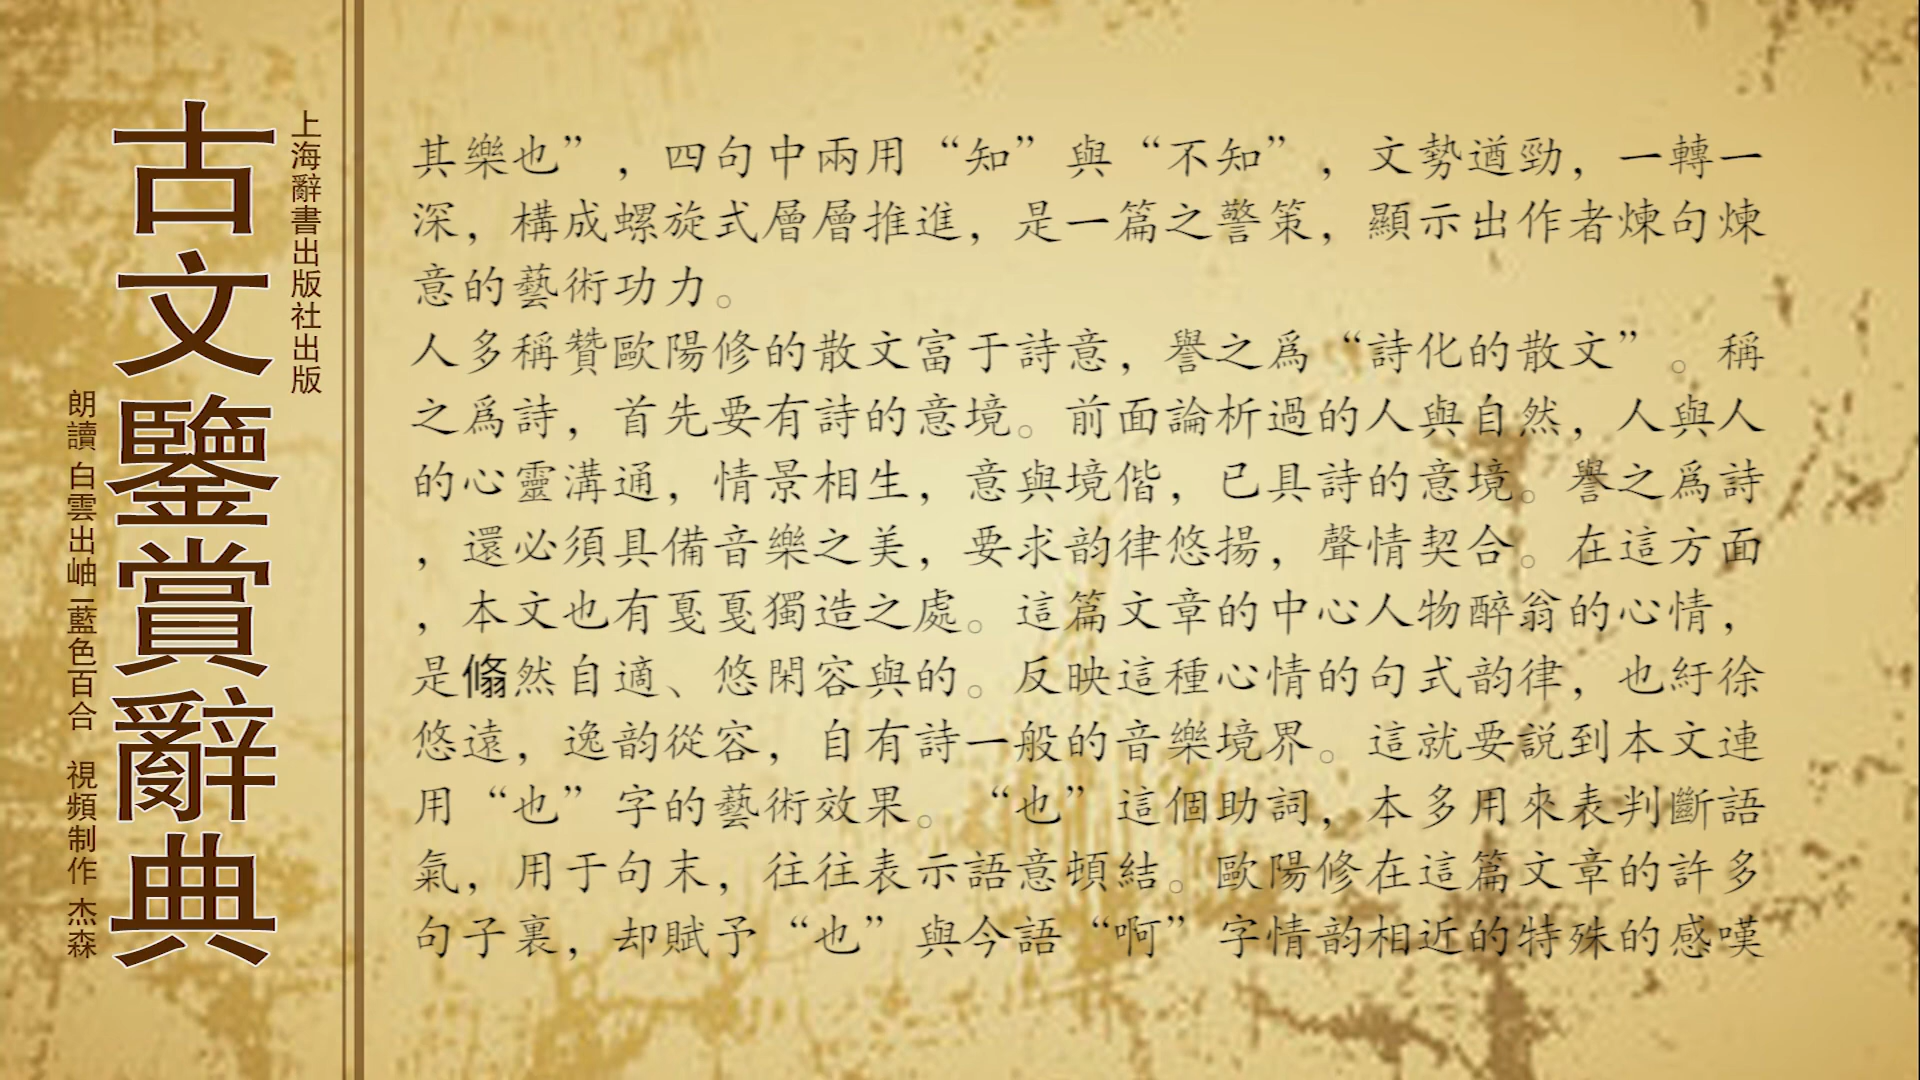 上海辭書出版社出版
古文鑒賞辭典
朗讀 白雲出岫—藍色百合 視頻制作 杰森
其樂也”，四句中兩用“知”與“不知”，文勢遒勁，一轉一
深，構成螺旋式層層推進，是一篇之警策，顯示出作者煉句煉
意的藝術功力。
人多稱贊歐陽修的散文富于詩意，譽之爲“詩化的散文”。稱
之爲詩，首先要有詩的意境。前面論析過的人與自然，人與人
的心靈溝通，情景相生，意與境偕，已具詩的意境。譽之爲詩
，還必須具備音樂之美，要求韵律悠揚，聲情契合。在這方面
，本文也有戛戛獨造之處。這篇文章的中心人物醉翁的心情，
是翛然自適、悠閑容與的。反映這種心情的句式韵律，也紆徐
悠遠，逸韵從容，自有詩一般的音樂境界。這就要説到本文連
用“也”字的藝術效果。“也”這個助詞，本多用來表判斷語
氣，用于句末，往往表示語意頓結。歐陽修在這篇文章的許多
句子裏，却賦予“也”與今語“啊”字情韵相近的特殊的感嘆